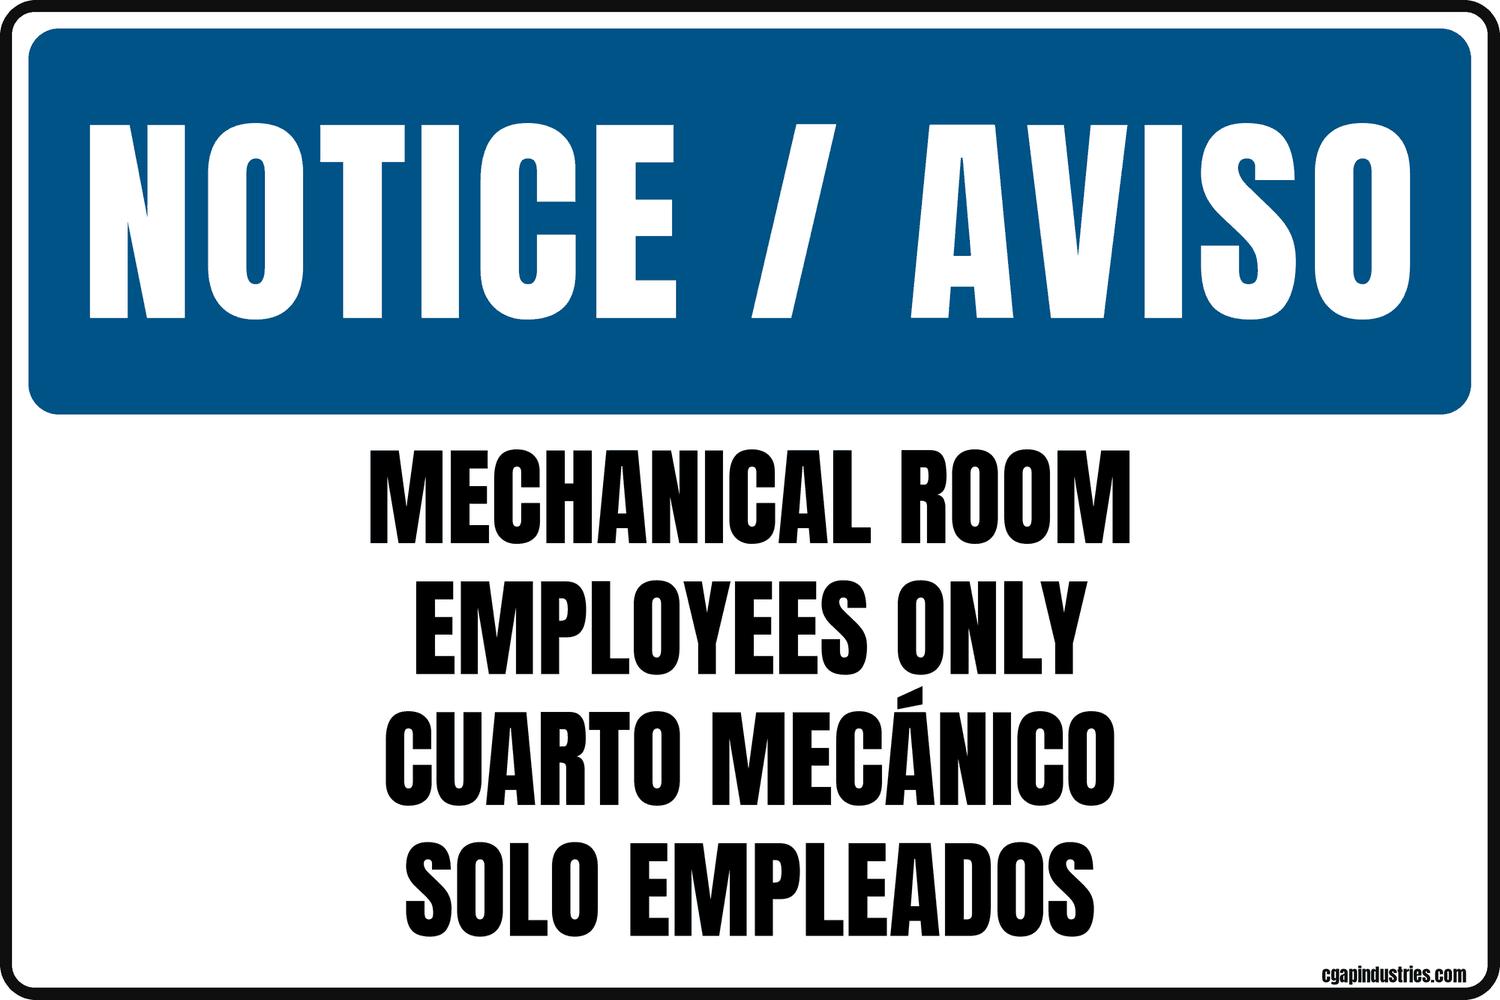 NOTICE / AVISO
MECHANICAL ROOM
EMPLOYEES ONLY
CUARTO MECÁNICO
SOLO EMPLEADOS
cgapindustries.com